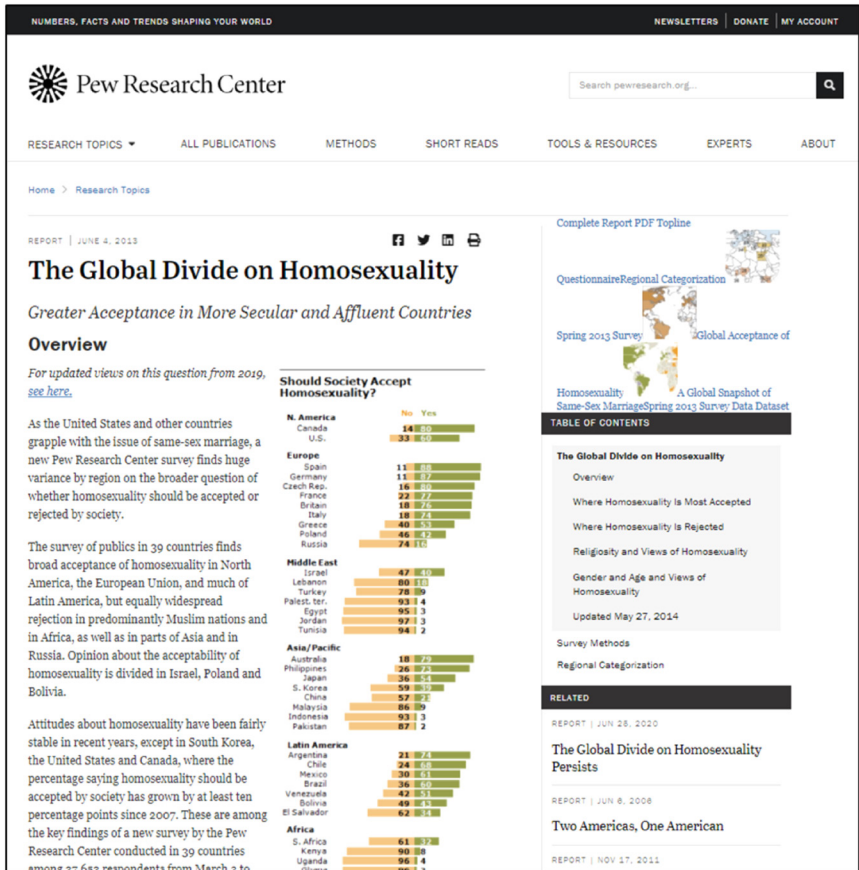 NUMBERS, FACTS AND TRENDS SHAPING YOUR WORLD
NEWSLETTERS | DONATE | MY ACCOUNT
Pew Research Center
Search pewresearch.org...
RESEARCH TOPICS
ALL PUBLICATIONS
METHODS
SHORT READS
TOOLS & RESOURCES
EXPERTS
ABOUT
Home > Research Topics
REPORT | JUNE 4, 2013
The Global Divide on Homosexuality
Greater Acceptance in More Secular and Affluent Countries
Overview
For updated views on this question from 2019,
see here.
As the United States and other countries
grapple with the issue of same-sex marriage, a
new Pew Research Center survey finds huge
variance by region on the broader question of
whether homosexuality should be accepted or
rejected by society.
The survey of publics in 39 countries finds
broad acceptance of homosexuality in North
America, the European Union, and much of
Latin America, but equally widespread
rejection in predominantly Muslim nations and
in Africa, as well as in parts of Asia and in
Russia. Opinion about the acceptability of
homosexuality is divided in Israel, Poland and
Bolivia.
Attitudes about homosexuality have been fairly
stable in recent years, except in South Korea,
the United States and Canada, where the
percentage saying homosexuality should be
accepted by society has grown by at least ten
percentage points since 2007. These are among
the key findings of a new survey by the Pew
Research Center conducted in 39 countries
Should Society Accept
Homosexuality?
No Yes
N. America
Canada 14 80
U.S. 33 60
Europe
Spain 11 88
Germany 11 87
Czech Rep. 16 80
France 22 77
Britain 18 76
Italy 18 74
Greece 40 53
Poland 46 42
Russia 74 16
Middle East
Israel 47 40
Lebanon 80 18
Turkey 78 9
Palest. ter. 93 4
Egypt 95 3
Jordan 97 3
Tunisia 94 2
Asia/Pacific
Australia 18 79
Philippines 26 73
Japan 36 54
S. Korea 59 39
China 57 21
Malaysia 86 9
Indonesia 93 3
Pakistan 87 2
Latin America
Argentina 21 74
Chile 24 68
Mexico 30 61
Brazil 36 60
Venezuela 42 51
Bolivia 49 43
El Salvador 62 34
Africa
S. Africa 61 32
Kenya 90 8
Uganda 96 4
Complete Report PDF Topline
QuestionnaireRegional Categorization
Spring 2013 Survey
Global Acceptance of
Homosexuality
A Global Snapshot of
Same-Sex MarriageSpring 2013 Survey Data Dataset
TABLE OF CONTENTS
The Global Divide on Homosexuality
Overview
Where Homosexuality Is Most Accepted
Where Homosexuality Is Rejected
Religiosity and Views of Homosexuality
Gender and Age and Views of
Homosexuality
Updated May 27, 2014
Survey Methods
Regional Categorization
RELATED
REPORT | JUN 25, 2020
The Global Divide on Homosexuality
Persists
REPORT | JUN 6, 2006
Two Americas, One American
REPORT | NOV 17, 2011